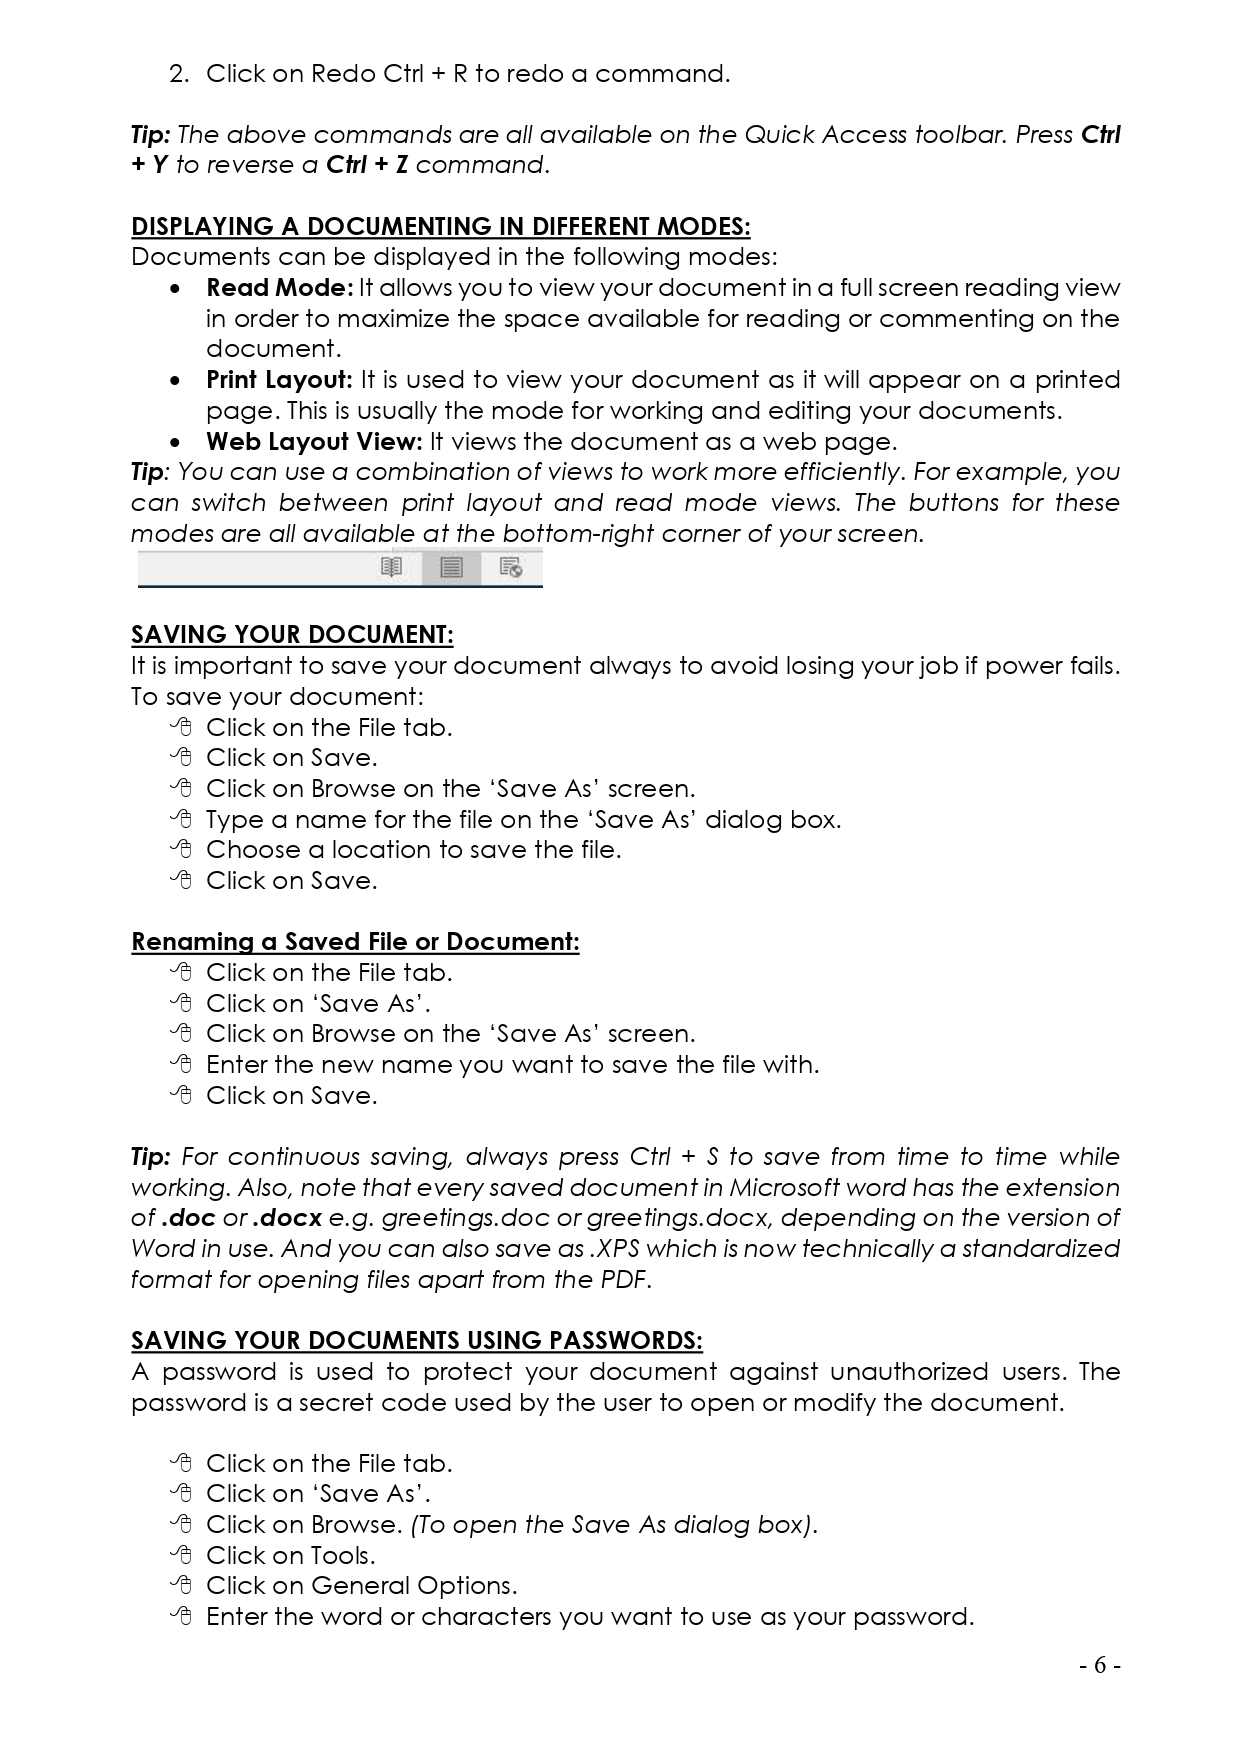 2. Click on Redo Ctrl + R to redo a command.
Tip: The above commands are all available on the Quick Access toolbar. Press Ctrl
+ Y to reverse a Ctrl + Z command.
DISPLAYING A DOCUMENTING IN DIFFERENT MODES:
Documents can be displayed in the following modes:
• Read Mode: It allows you to view your document in a full screen reading view
in order to maximize the space available for reading or commenting on the
document.
• Print Layout: It is used to view your document as it will appear on a printed
page. This is usually the mode for working and editing your documents.
• Web Layout View: It views the document as a web page.
Tip: You can use a combination of views to work more efficiently. For example, you
can switch between print layout and read mode views. The buttons for these
modes are all available at the bottom-right corner of your screen.
SAVING YOUR DOCUMENT:
It is important to save your document always to avoid losing your job if power fails.
To save your document:
Click on the File tab.
Click on Save.
Click on Browse on the ‘Save As’ screen.
Type a name for the file on the ‘Save As’ dialog box.
Choose a location to save the file.
Click on Save.
Renaming a Saved File or Document:
Click on the File tab.
Click on ‘Save As’.
Click on Browse on the ‘Save As’ screen.
Enter the new name you want to save the file with.
Click on Save.
Tip: For continuous saving, always press Ctrl + S to save from time to time while
working. Also, note that every saved document in Microsoft word has the extension
of .doc or .docx e.g. greetings.doc or greetings.docx, depending on the version of
Word in use. And you can also save as .XPS which is now technically a standardized
format for opening files apart from the PDF.
SAVING YOUR DOCUMENTS USING PASSWORDS:
A password is used to protect your document against unauthorized users. The
password is a secret code used by the user to open or modify the document.
Click on the File tab.
Click on ‘Save As’.
Click on Browse. (To open the Save As dialog box).
Click on Tools.
Click on General Options.
Enter the word or characters you want to use as your password.
- 6 -